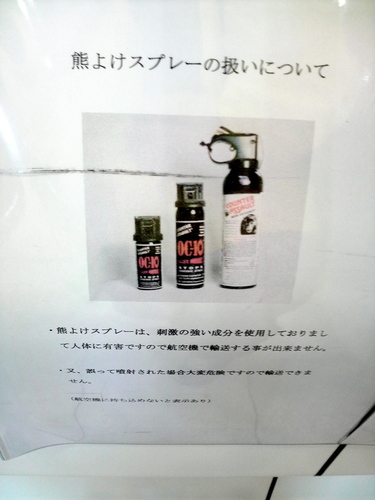 熊よけスプレーの扱いについて
COUNTER
OC-10
OC-10
・熊よけスプレーは、刺激の強い成分を使用しておりまし
て人体に有害ですので航空機で輸送する事が出来ません。
・又、誤って噴射された場合大変危険ですので輸送できま
せん。
(航空機に持ち込めないと表示あり)